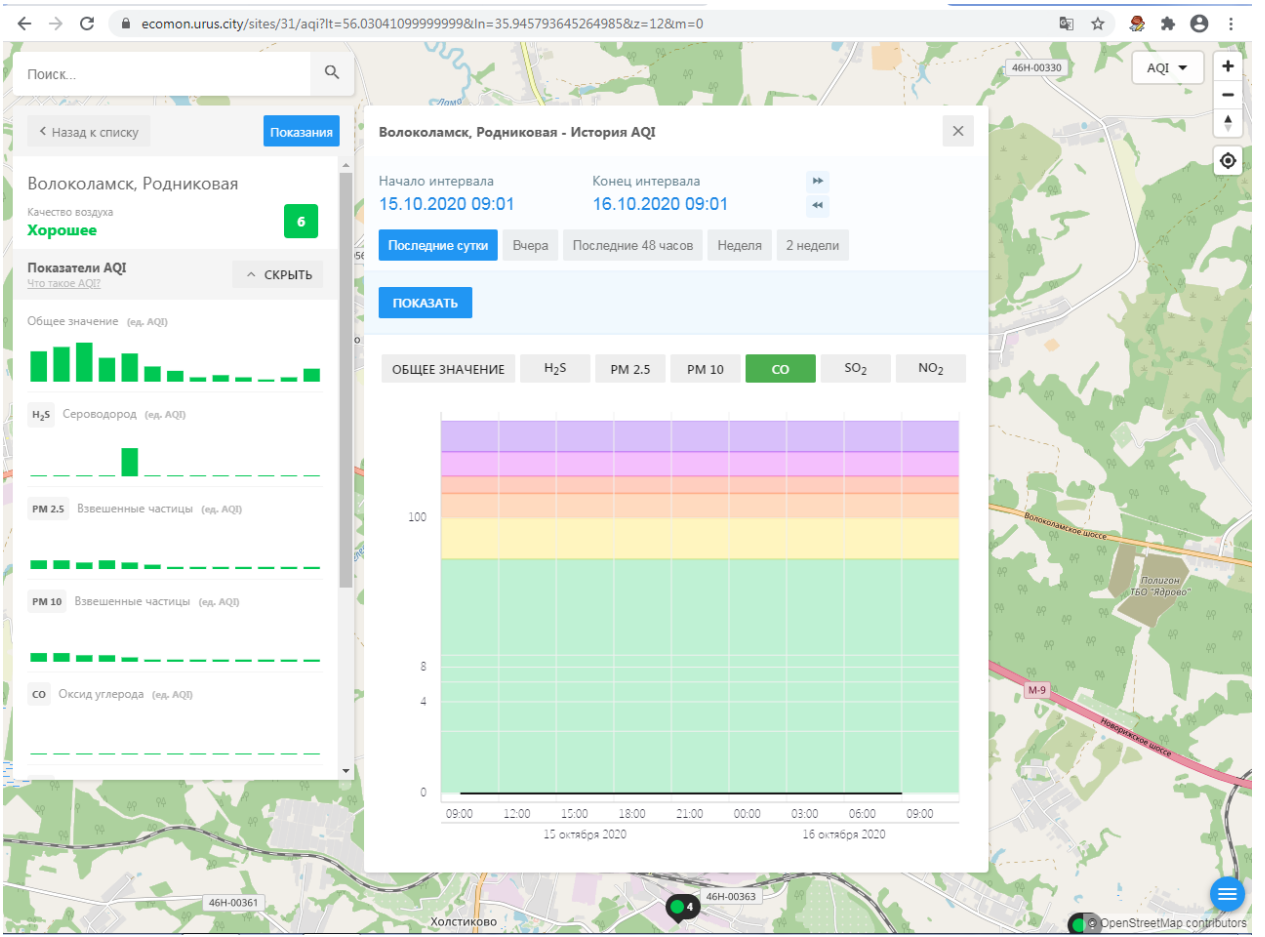 ecomon.urus.city/sites/31/aqi?lt=56.03041099999999&ln=35.945793645264985&z=12&m=0
Поиск...
46Н-00330
AQI
Назад к списку
Показания
Волоколамск, Родниковая
Качество воздуха
Хорошее
6
Показатели AQI
Что такое AQI?
СКРЫТЬ
Общее значение (ед. AQI)
H₂S Сероводород (ед. AQI)
PM 2.5 Взвешенные частицы (ед. AQI)
PM 10 Взвешенные частицы (ед. AQI)
CO Оксид углерода (ед. AQI)
Волоколамск, Родниковая - История AQI
Начало интервала
Конец интервала
15.10.2020 09:01
16.10.2020 09:01
Последние сутки
Вчера
Последние 48 часов
Неделя
2 недели
ПОКАЗАТЬ
ОБЩЕЕ ЗНАЧЕНИЕ
H₂S
PM 2.5
PM 10
CO
SO₂
NO₂
100
8
4
0
09:00 12:00 15:00 18:00 21:00 00:00 03:00 06:00 09:00
15 октября 2020
16 октября 2020
Волоколамское шоссе
Полигон
ТБО "Ядрово"
М-9
Новорижское шоссе
46Н-00361
46Н-00363
4
Холстиково
© OpenStreetMap contributors